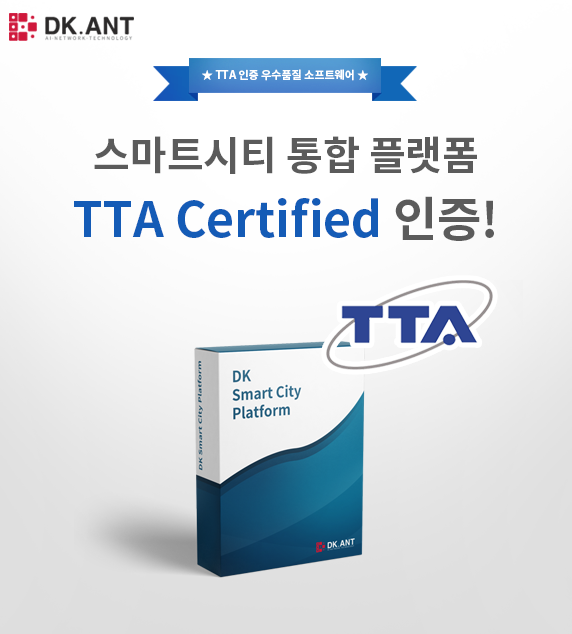 DK.ANT
AI·NETWORK·TECHNOLOGY
★ TTA 인증 우수품질 소프트웨어 ★
스마트시티 통합 플랫폼
TTA Certified 인증!
TTA
DK Smart City Platform
DK
Smart City
Platform
DK.ANT